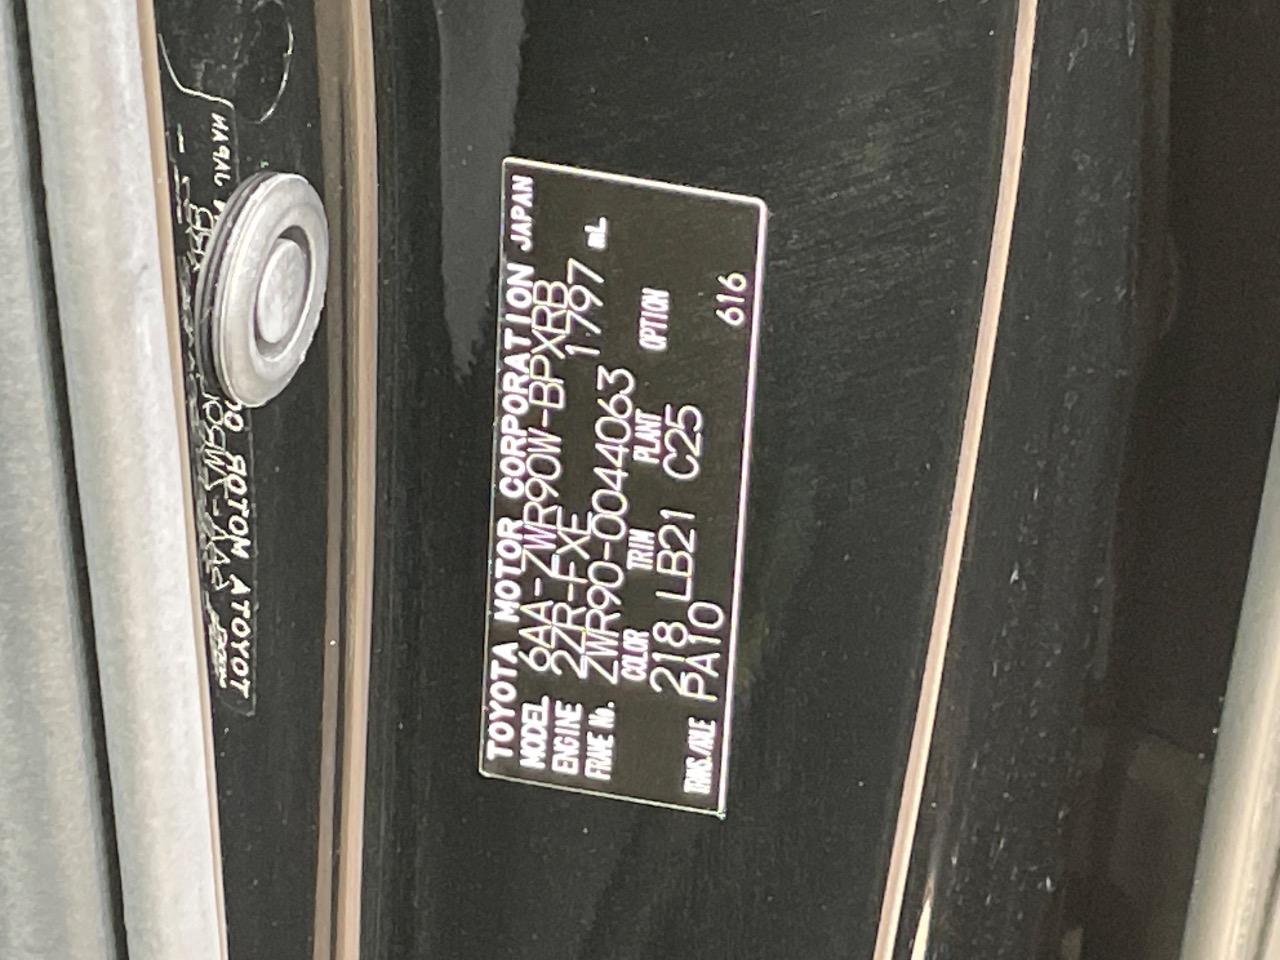 TOYOTA MOTOR CORPORATION JAPAN
MODEL 6AA-ZWR90W-BPXRB
ENGINE 2ZR-FXE 1797 mL
FRAME No. ZWR90-0044063
COLOR TRIM PLANT OPTION
218 LB21 C25
TRNS./AXLE PA10 616